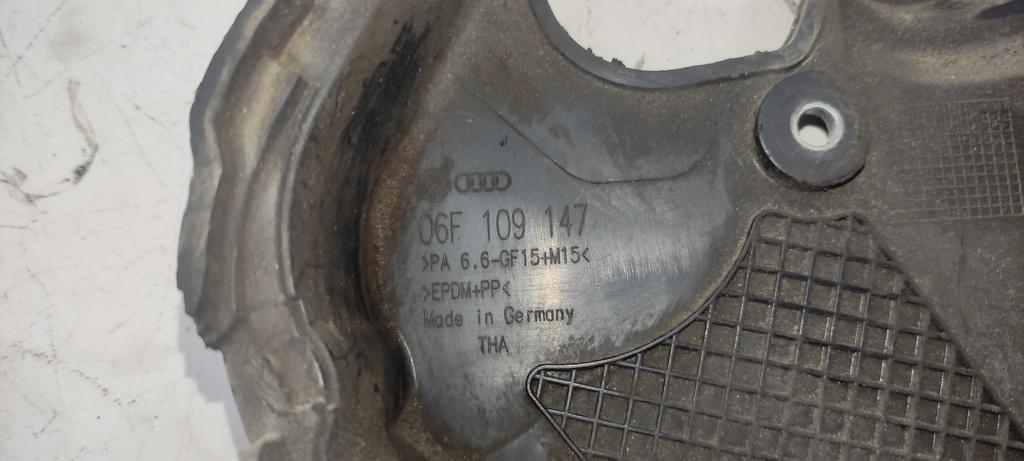 06F 109 147
>PA 6.6-GF15+M15<
>EPDM+PP<
Made in Germany
THA